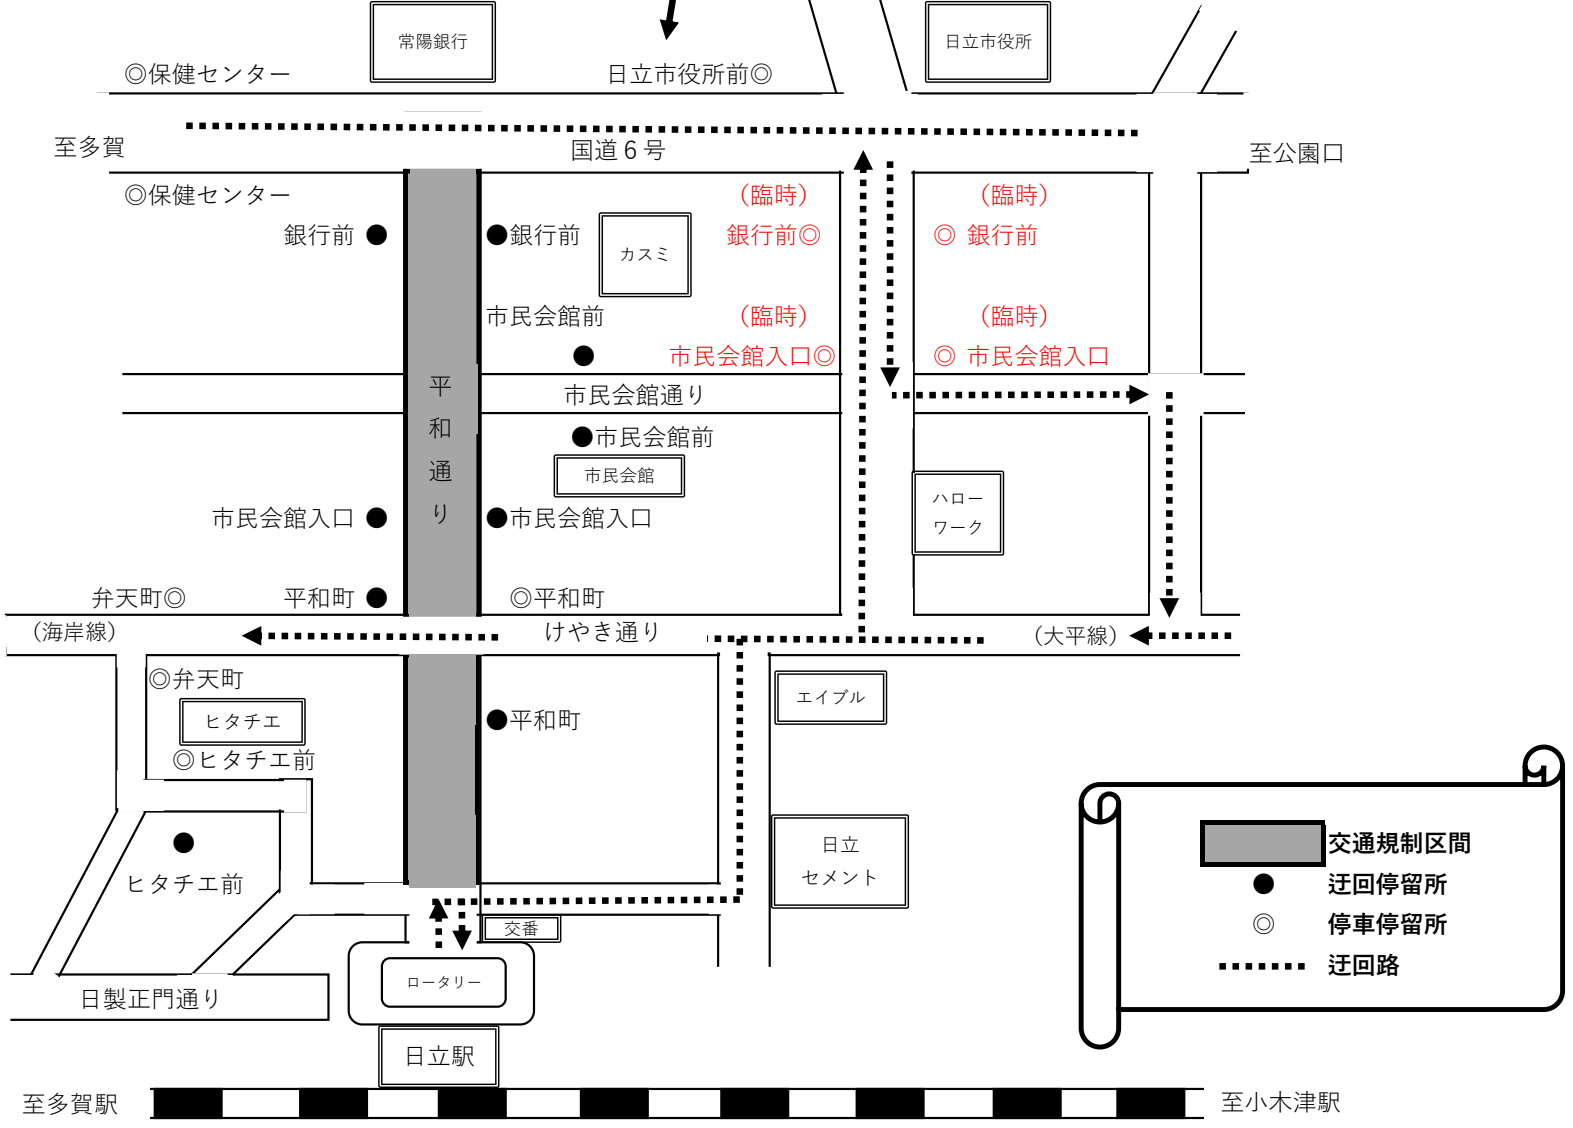 常陽銀行
日立市役所
◎保健センター
日立市役所前◎
至多賀
国道６号
至公園口
◎保健センター
（臨時）
（臨時）
銀行前 ●
●銀行前
カスミ
銀行前◎
◎ 銀行前
市民会館前
●
（臨時）
（臨時）
市民会館入口◎
◎ 市民会館入口
平和通り
市民会館通り
●市民会館前
市民会館
ハロー
ワーク
市民会館入口 ●
●市民会館入口
弁天町◎
平和町 ●
◎平和町
（海岸線）
けやき通り
（大平線）
◎弁天町
ヒタチエ
◎ヒタチエ前
●平和町
エイブル
●
ヒタチエ前
日立
セメント
交番
ロータリー
日製正門通り
日立駅
至多賀駅
至小木津駅
交通規制区間
● 迂回停留所
◎ 停車停留所
迂回路